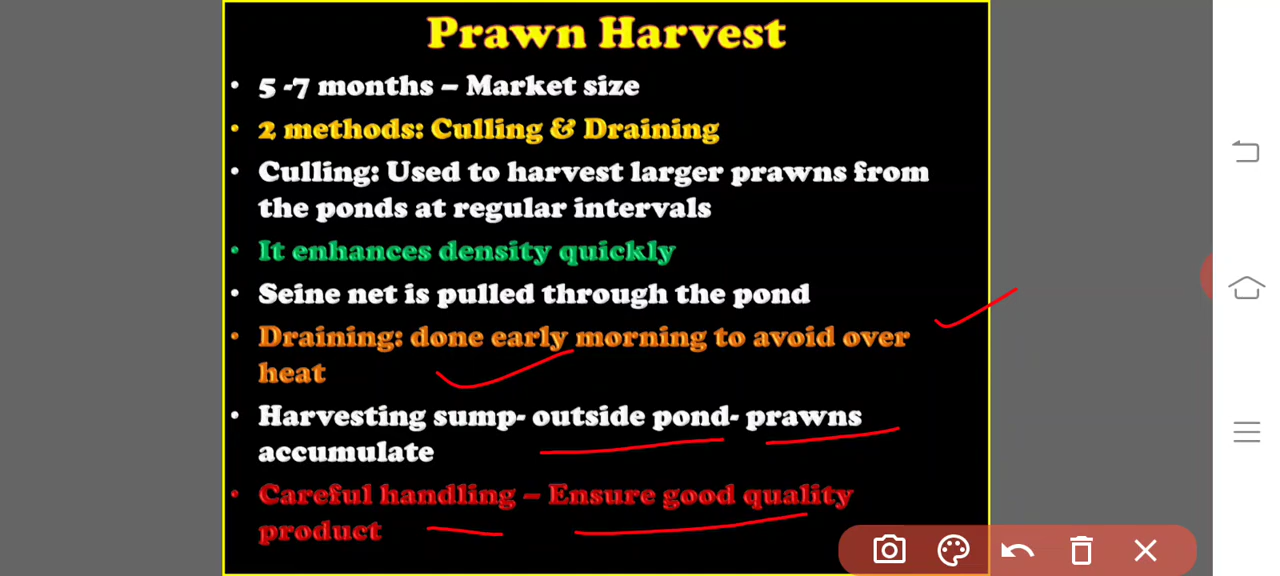 Prawn Harvest
• 5 -7 months – Market size
• 2 methods: Culling & Draining
• Culling: Used to harvest larger prawns from
the ponds at regular intervals
• It enhances density quickly
• Seine net is pulled through the pond
• Draining: done early morning to avoid over
heat
• Harvesting sump- outside pond- prawns
accumulate
• Careful handling – Ensure good quality
product